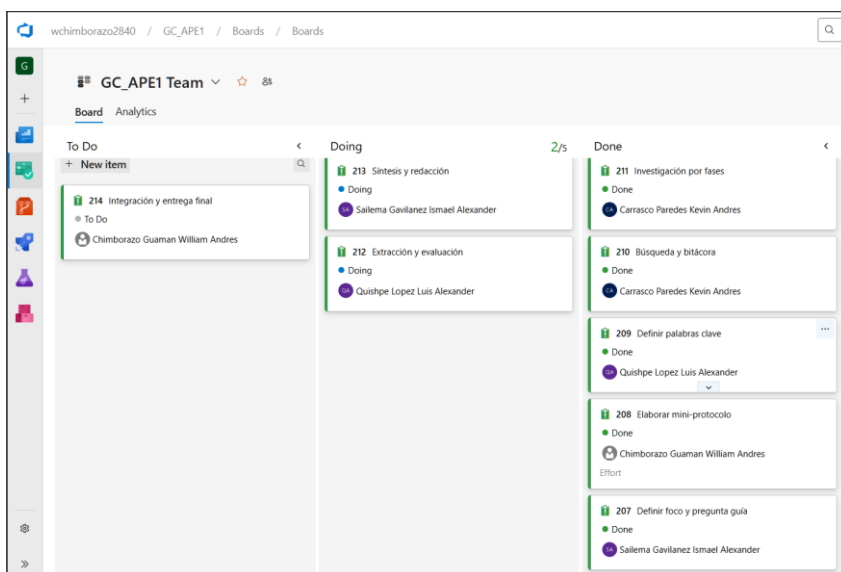 wchimborazo2840 / GC_APE1 / Boards / Boards
G
GC_APE1 Team
Board Analytics
To Do
+ New item
214 Integración y entrega final
To Do
Chimborazo Guaman William Andres
Doing 2/5
213 Síntesis y redacción
Doing
SA Sailema Gavilanez Ismael Alexander
212 Extracción y evaluación
Doing
QA Quishpe Lopez Luis Alexander
Done
211 Investigación por fases
Done
CA Carrasco Paredes Kevin Andres
210 Búsqueda y bitácora
Done
CA Carrasco Paredes Kevin Andres
209 Definir palabras clave
Done
QA Quishpe Lopez Luis Alexander
208 Elaborar mini-protocolo
Done
Chimborazo Guaman William Andres
Effort
207 Definir foco y pregunta guía
Done
SA Sailema Gavilanez Ismael Alexander